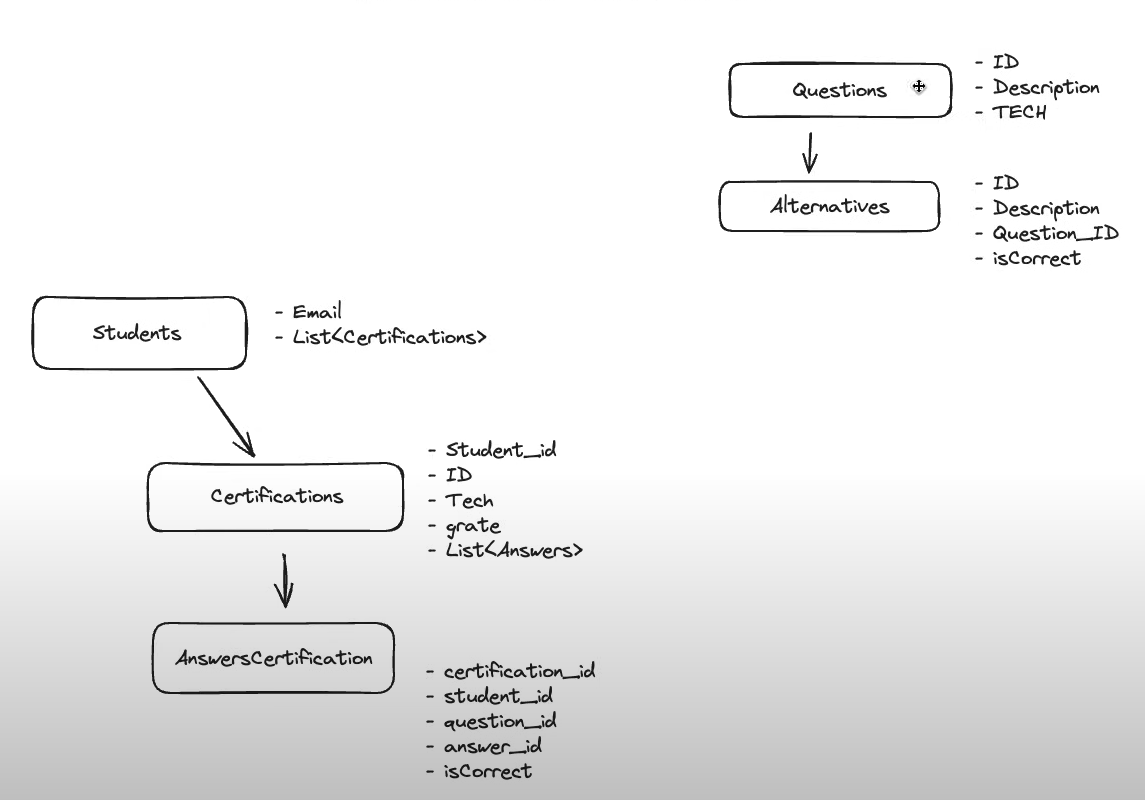 Questions
- ID
- Description
- TECH
Alternatives
- ID
- Description
- Question_ID
- isCorrect
Students
- Email
- List<Certifications>
Certifications
- Student_id
- ID
- Tech
- grate
- List<Answers>
AnswersCertification
- certification_id
- student_id
- question_id
- answer_id
- isCorrect